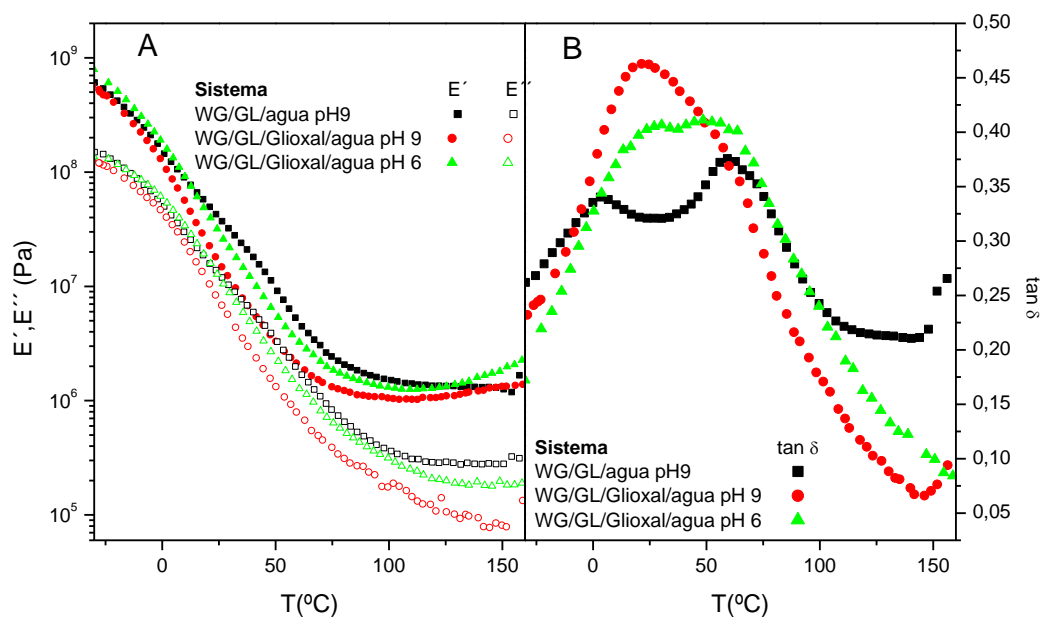 A
B
Sistema E´ E´´
WG/GL/agua pH9
WG/GL/Glioxal/agua pH 9
WG/GL/Glioxal/agua pH 6
10⁹
10⁸
10⁷
10⁶
10⁵
E´,E´´ (Pa)
0 50 100 150
T(ºC)
Sistema tan δ
WG/GL/agua pH9
WG/GL/Glioxal/agua pH 9
WG/GL/Glioxal/agua pH 6
0 50 100 150
T(ºC)
0,50
0,45
0,40
0,35
0,30
0,25
0,20
0,15
0,10
0,05
tan δ